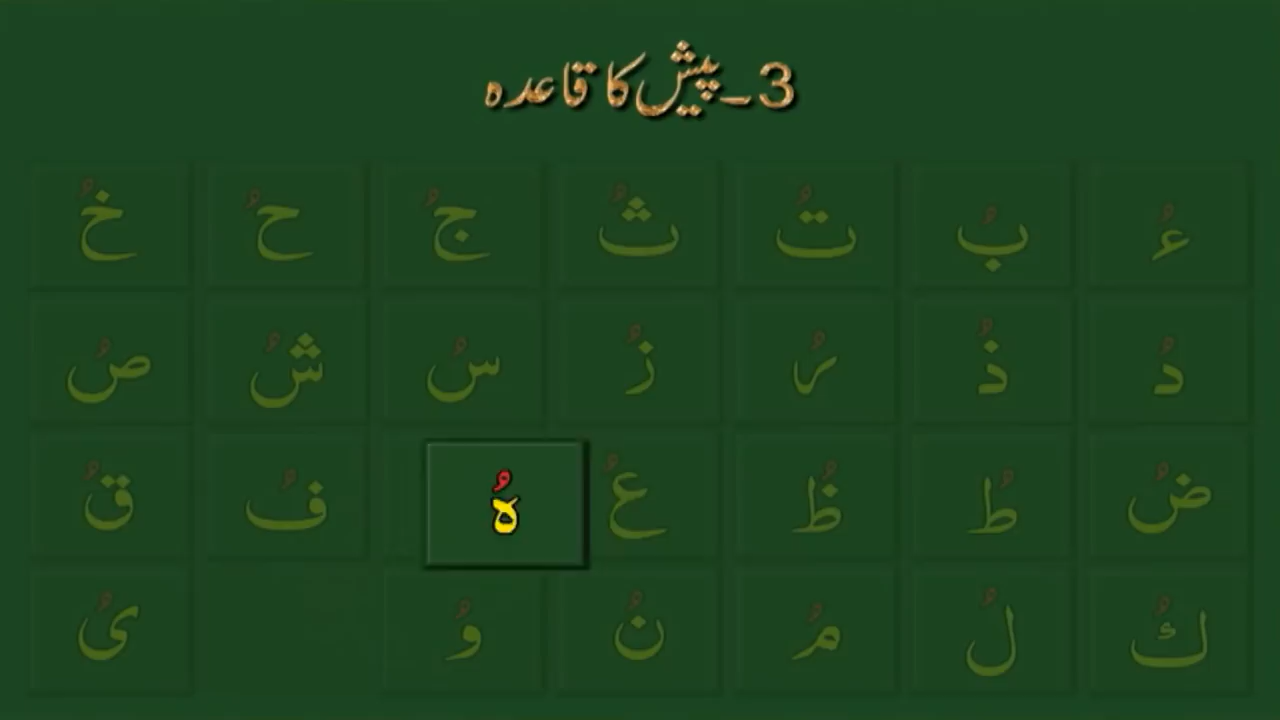 3۔پیش کا قاعدہ
ءُ بُ تُ ثُ جُ حُ خُ
دُ ذُ رُ زُ سُ شُ صُ
ضُ طُ ظُ عُ هُ فُ قُ
كُ لُ مُ نُ وُ ىُ